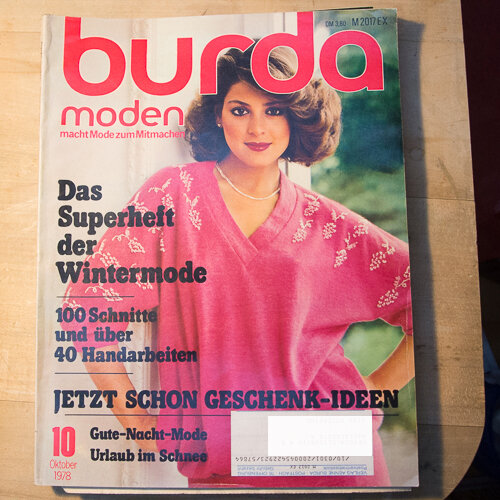 burda
DM 3,80 M 2017 EX
moden
macht Mode zum Mitmachen
Das
Superheft
der
Wintermode
100 Schnitte
und über
40 Handarbeiten
JETZT SCHON GESCHENK-IDEEN
10
Oktober
1978
Gute-Nacht-Mode
Urlaub im Schnee